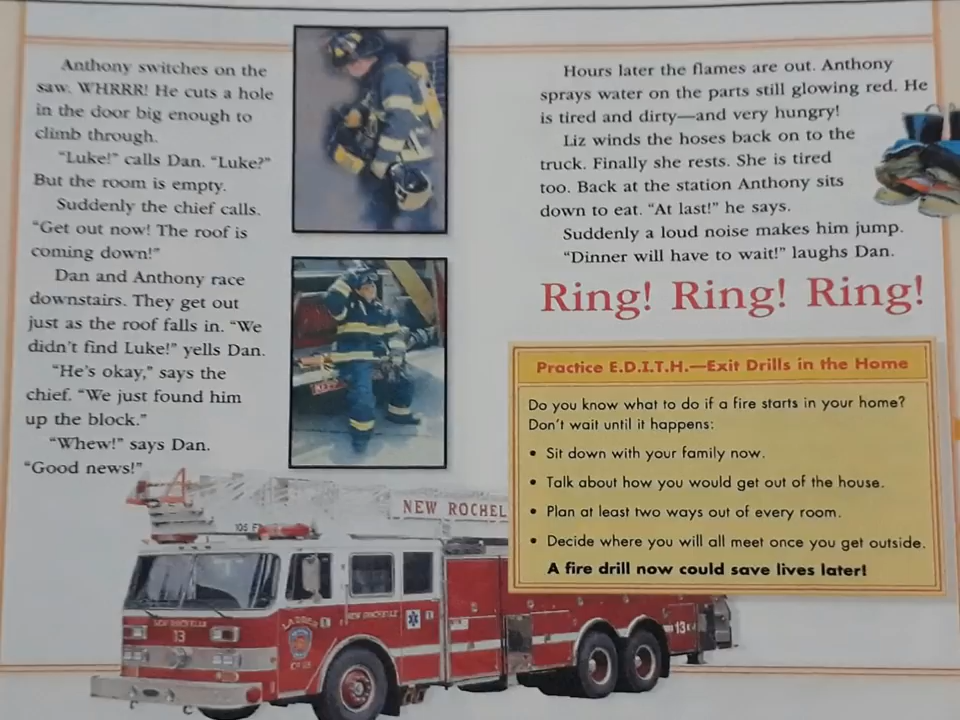 Anthony switches on the
saw. WHRRR! He cuts a hole
in the door big enough to
climb through.
"Luke!" calls Dan. "Luke?"
But the room is empty.
Suddenly the chief calls.
"Get out now! The roof is
coming down!"
Dan and Anthony race
downstairs. They get out
just as the roof falls in. "We
didn't find Luke!" yells Dan.
"He's okay," says the
chief. "We just found him
up the block."
"Whew!" says Dan.
"Good news!"
Hours later the flames are out. Anthony
sprays water on the parts still glowing red. He
is tired and dirty—and very hungry!
Liz winds the hoses back on to the
truck. Finally she rests. She is tired
too. Back at the station Anthony sits
down to eat. "At last!" he says.
Suddenly a loud noise makes him jump.
"Dinner will have to wait!" laughs Dan.
Ring! Ring! Ring!
Practice E.D.I.T.H.—Exit Drills in the Home
Do you know what to do if a fire starts in your home?
Don't wait until it happens:
• Sit down with your family now.
• Talk about how you would get out of the house.
• Plan at least two ways out of every room.
• Decide where you will all meet once you get outside.
A fire drill now could save lives later!
NEW ROCHEL
NEW ROCHELLE
13
LADDER
NEW ROCHELLE
13